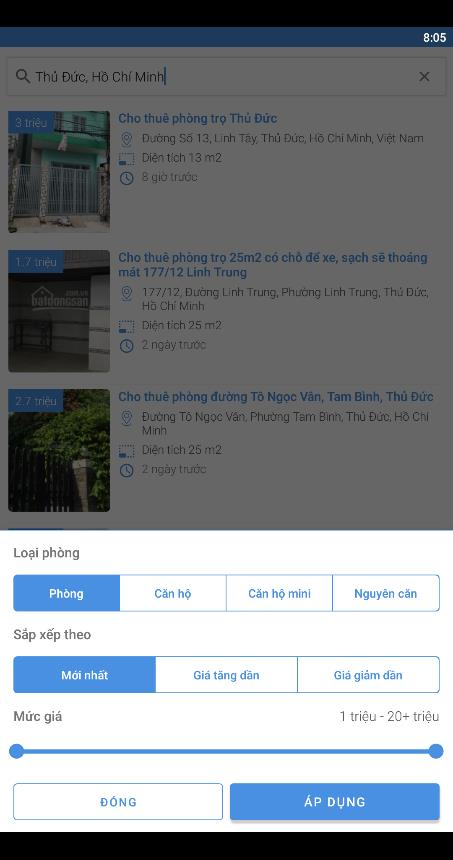 8:05
Thủ Đức, Hồ Chí Minh
3 triệu
Cho thuê phòng trọ Thủ Đức
Đường Số 13, Linh Tây, Thủ Đức, Hồ Chí Minh, Việt Nam
Diện tích 13 m2
8 giờ trước
1.7 triệu
Cho thuê phòng trọ 25m2 có chỗ để xe, sạch sẽ thoáng
mát 177/12 Linh Trung
177/12, Đường Linh Trung, Phường Linh Trung, Thủ Đức,
Hồ Chí Minh
Diện tích 25 m2
2 ngày trước
.com.vn
batdongsan
2.7 triệu
Cho thuê phòng đường Tô Ngọc Vân, Tam Bình, Thủ Đức
Đường Tô Ngọc Vân, Phường Tam Bình, Thủ Đức, Hồ Chí
Minh
Diện tích 25 m2
2 ngày trước
Loại phòng
Phòng
Căn hộ
Căn hộ mini
Nguyên căn
Sắp xếp theo
Mới nhất
Giá tăng dần
Giá giảm dần
Mức giá
1 triệu - 20+ triệu
ĐÓNG
ÁP DỤNG